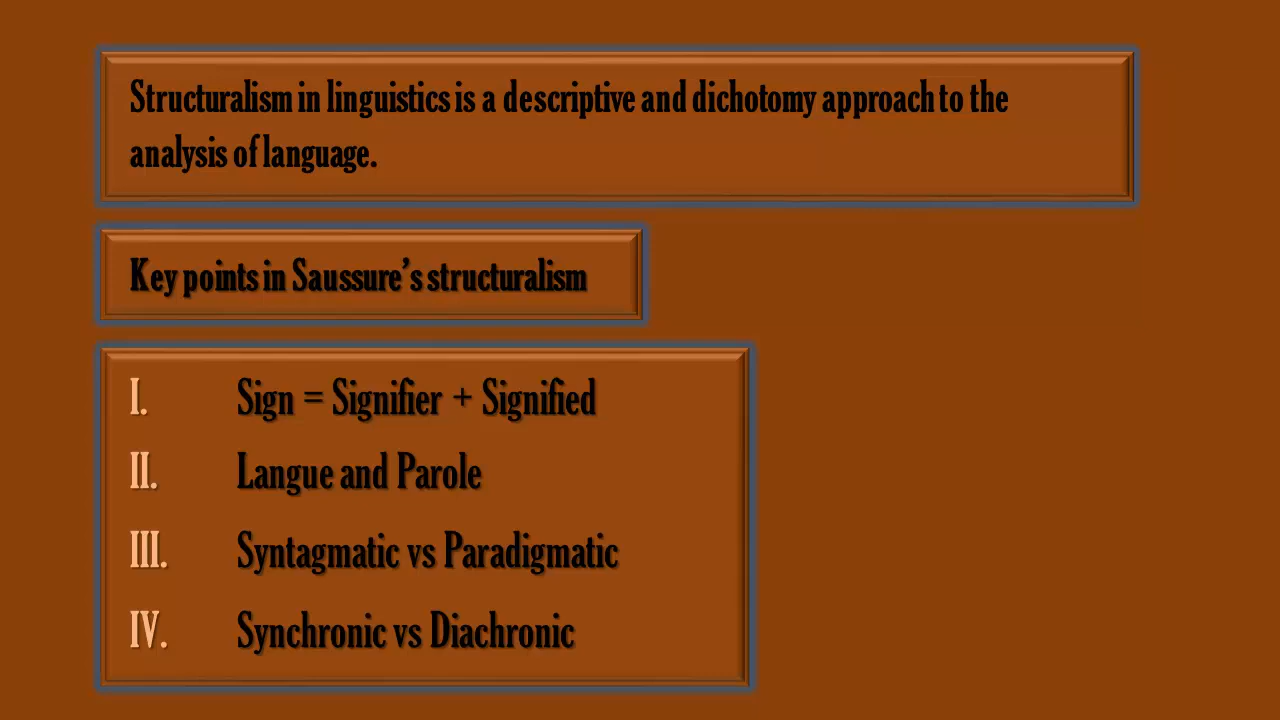 Structuralism in linguistics is a descriptive and dichotomy approach to the
analysis of language.
Key points in Saussure’s structuralism
I. Sign = Signifier + Signified
II. Langue and Parole
III. Syntagmatic vs Paradigmatic
IV. Synchronic vs Diachronic